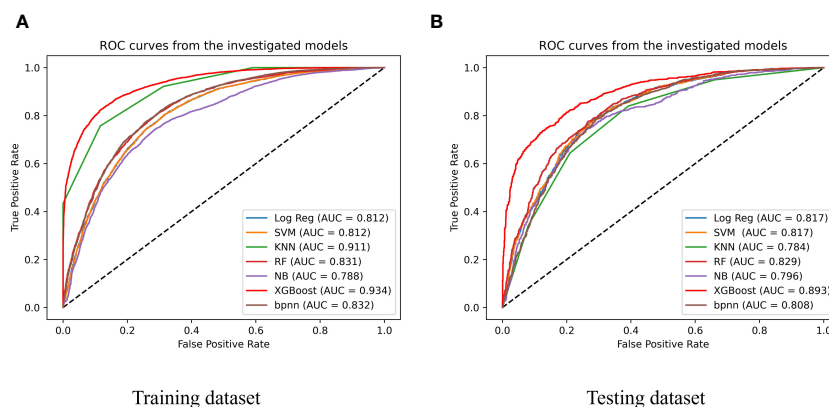 A
ROC curves from the investigated models
True Positive Rate
1.0
0.8
0.6
0.4
0.2
0.0
Log Reg (AUC = 0.812)
SVM (AUC = 0.812)
KNN (AUC = 0.911)
RF (AUC = 0.831)
NB (AUC = 0.788)
XGBoost (AUC = 0.934)
bpnn (AUC = 0.832)
0.0 0.2 0.4 0.6 0.8 1.0
False Positive Rate
Training dataset
B
ROC curves from the investigated models
True Positive Rate
1.0
0.8
0.6
0.4
0.2
0.0
Log Reg (AUC = 0.817)
SVM (AUC = 0.817)
KNN (AUC = 0.784)
RF (AUC = 0.829)
NB (AUC = 0.796)
XGBoost (AUC = 0.893)
bpnn (AUC = 0.808)
0.0 0.2 0.4 0.6 0.8 1.0
False Positive Rate
Testing dataset